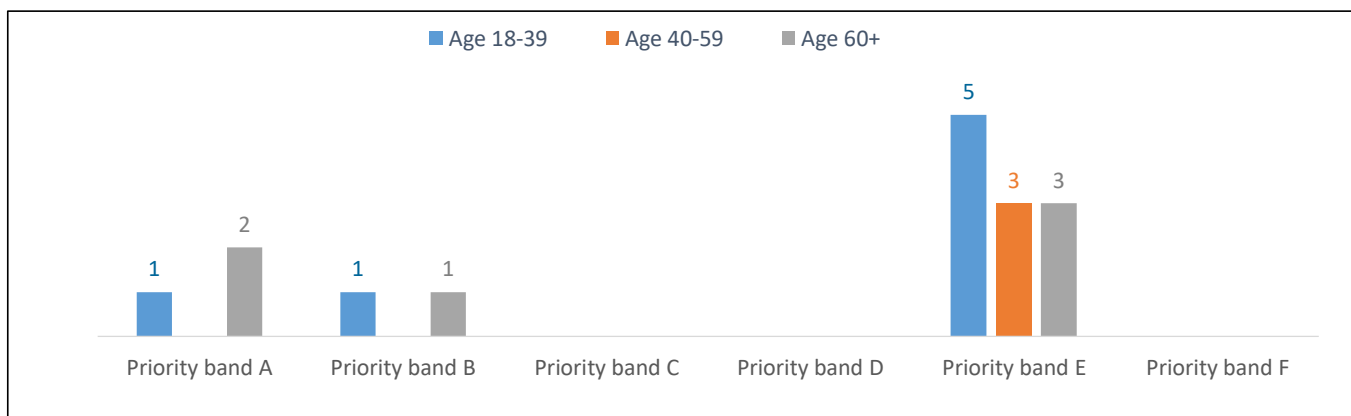 Age 18-39 Age 40-59 Age 60+
5
3 3
2
1 1 1
Priority band A Priority band B Priority band C Priority band D Priority band E Priority band F